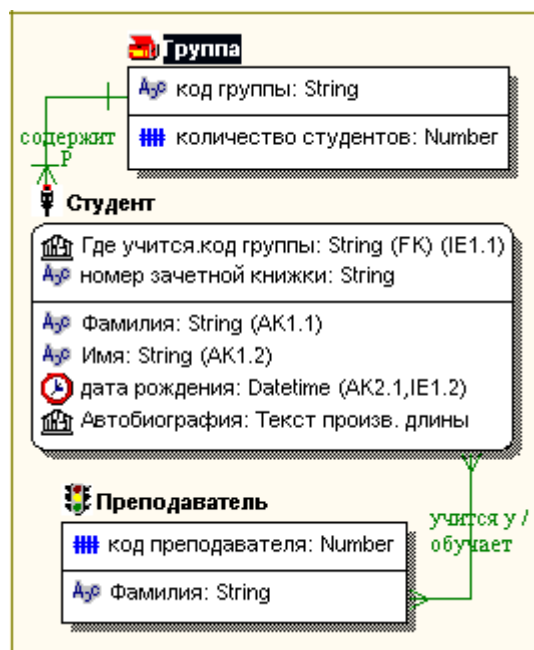 Группа
код группы: String
количество студентов: Number
содержит
P
Студент
Где учится.код группы: String (FK) (IE1.1)
номер зачетной книжки: String
Фамилия: String (AK1.1)
Имя: String (AK1.2)
дата рождения: Datetime (AK2.1,IE1.2)
Автобиография: Текст произв. длины
Преподаватель
код преподавателя: Number
Фамилия: String
учится у /
обучает